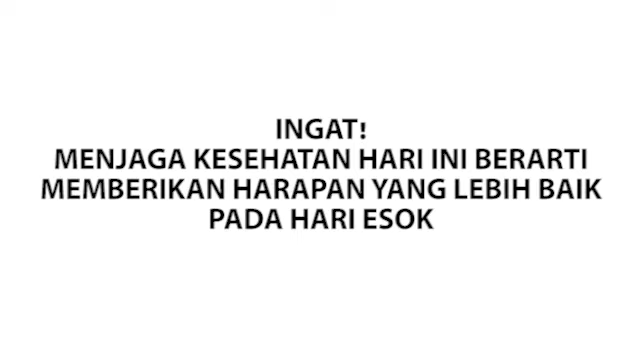 INGAT!
MENJAGA KESEHATAN HARI INI BERARTI
MEMBERIKAN HARAPAN YANG LEBIH BAIK
PADA HARI ESOK